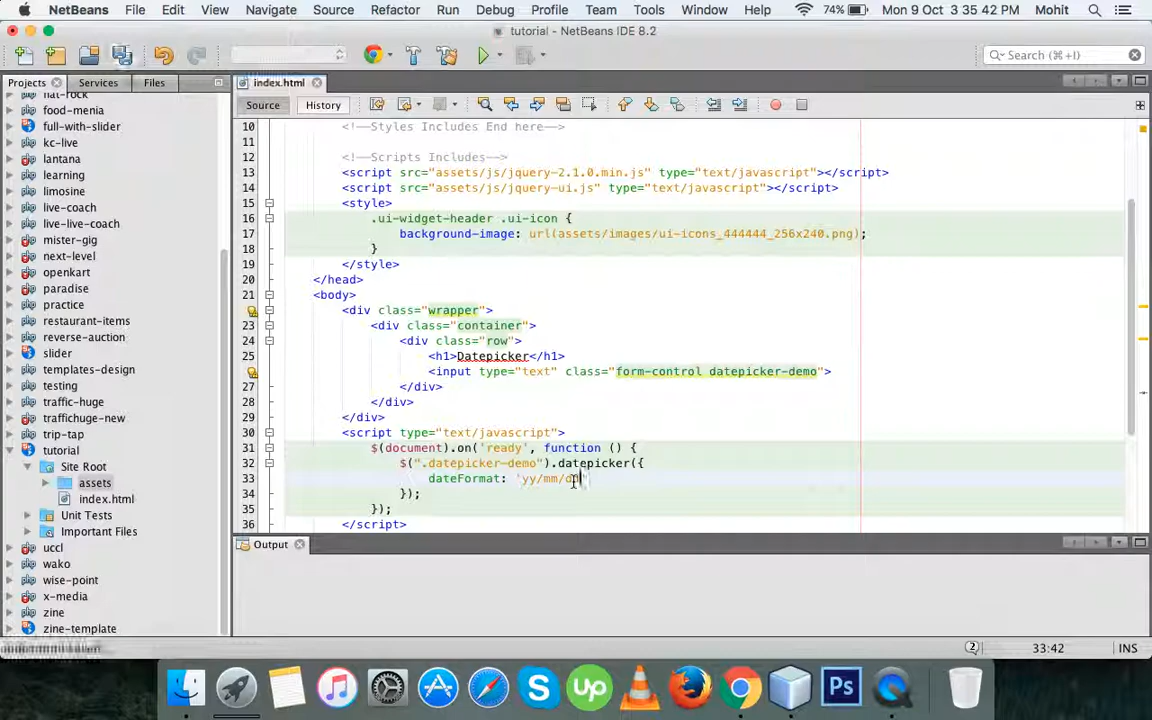 NetBeans File Edit View Navigate Source Refactor Run Debug Profile Team Tools Window Help 74% Mon 9 Oct 3 35 42 PM Mohit
tutorial - NetBeans IDE 8.2
Search (⌘+I)
Projects Services Files
index.html
Source History
hat-rock
food-menia
full-with-slider
kc-live
lantana
learning
limosine
live-coach
live-live-coach
mister-gig
next-level
openkart
paradise
practice
restaurant-items
reverse-auction
slider
templates-design
testing
traffic-huge
traffichuge-new
trip-tap
tutorial
Site Root
assets
index.html
Unit Tests
Important Files
uccl
wako
wise-point
x-media
zine
zine-template
10 <!--Styles Includes End here-->
11
12 <!--Scripts Includes-->
13 <script src="assets/js/jquery-2.1.0.min.js" type="text/javascript"></script>
14 <script src="assets/js/jquery-ui.js" type="text/javascript"></script>
15 <style>
16 .ui-widget-header .ui-icon {
17 background-image: url(assets/images/ui-icons_444444_256x240.png);
18 }
19 </style>
20 </head>
21 <body>
<div class="wrapper">
23 <div class="container">
24 <div class="row">
25 <h1>Datepicker</h1>
<input type="text" class="form-control datepicker-demo">
27 </div>
28 </div>
29 </div>
30 <script type="text/javascript">
31 $(document).on('ready', function () {
32 $(".datepicker-demo").datepicker({
33 dateFormat: 'yy/mm/dd'
34 });
35 });
36 </script>
Output
2 33:42 INS